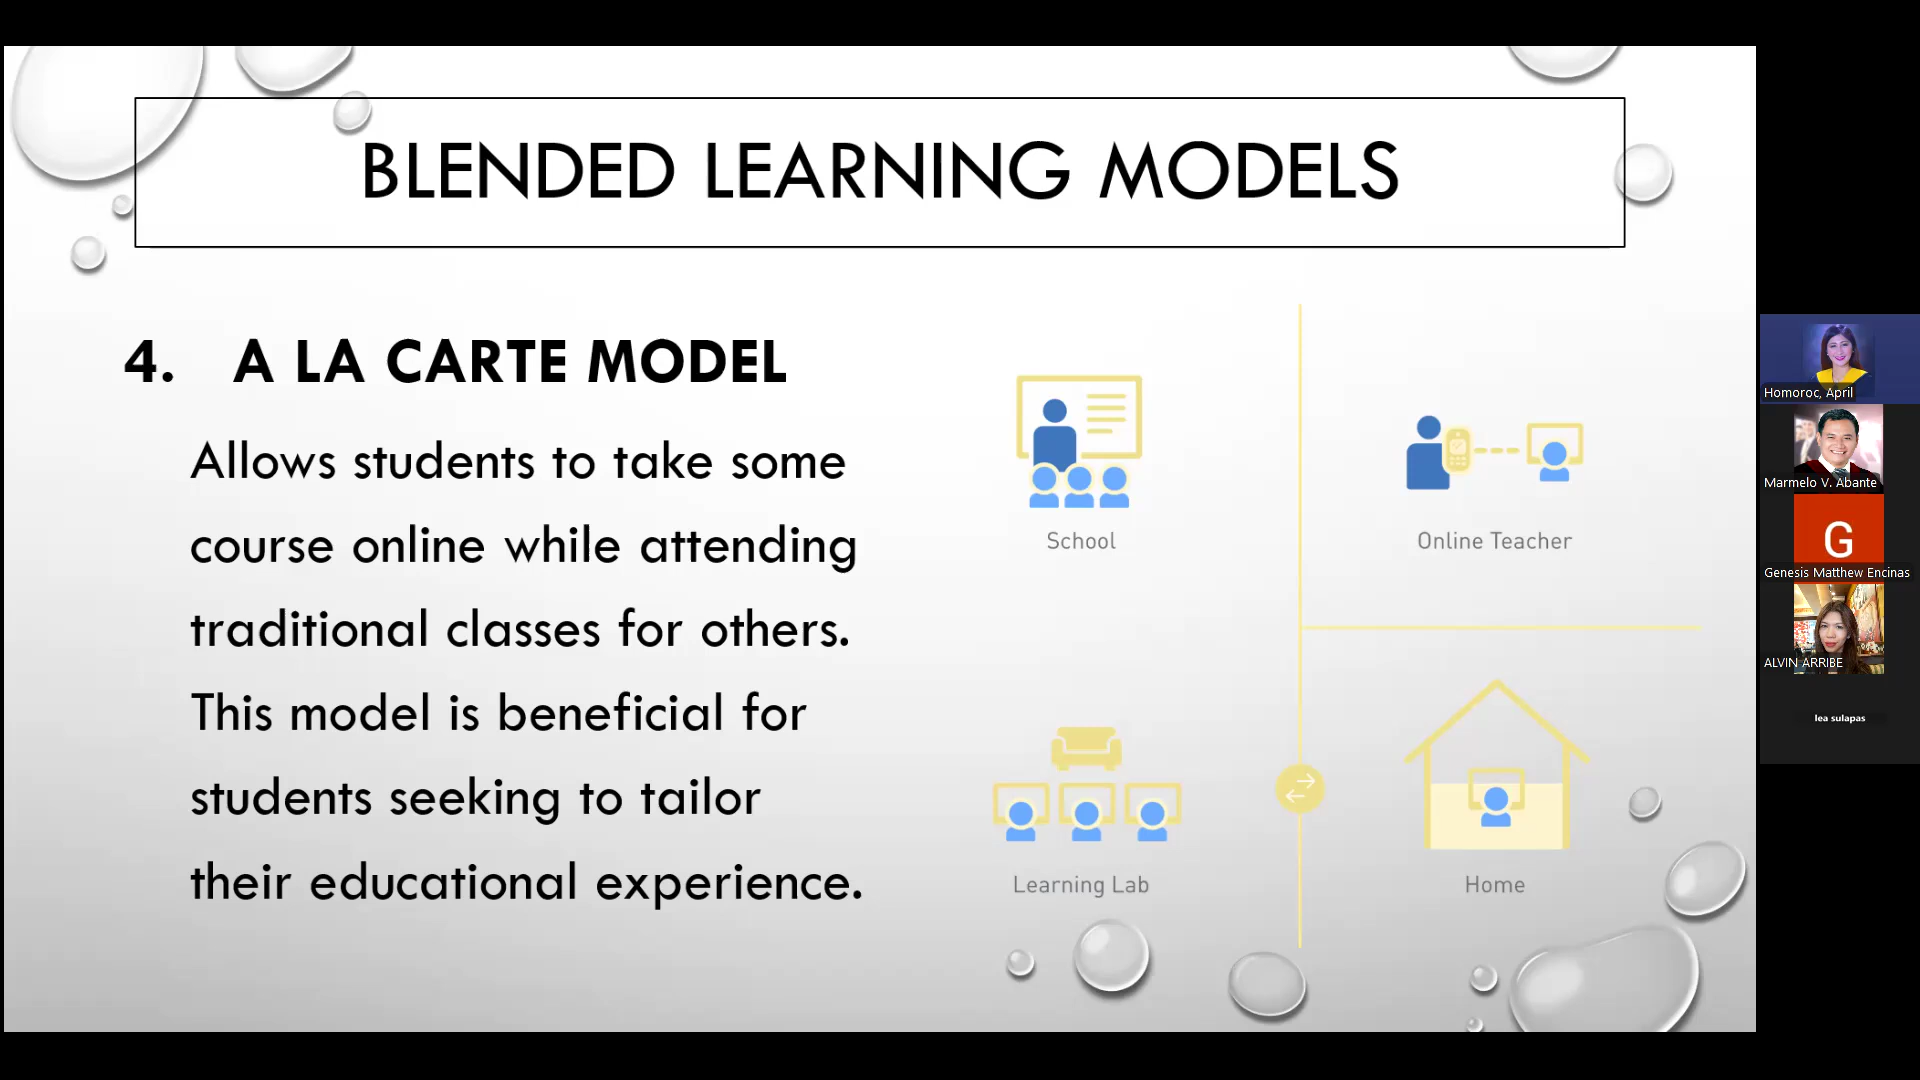 BLENDED LEARNING MODELS
4. A LA CARTE MODEL
Allows students to take some
course online while attending
traditional classes for others.
This model is beneficial for
students seeking to tailor
their educational experience.
School
Online Teacher
Learning Lab
Home
Homoroc, April
Marmelo V. Abante
G
Genesis Matthew Encinas
ALVIN ARRIBE
lea sulapas